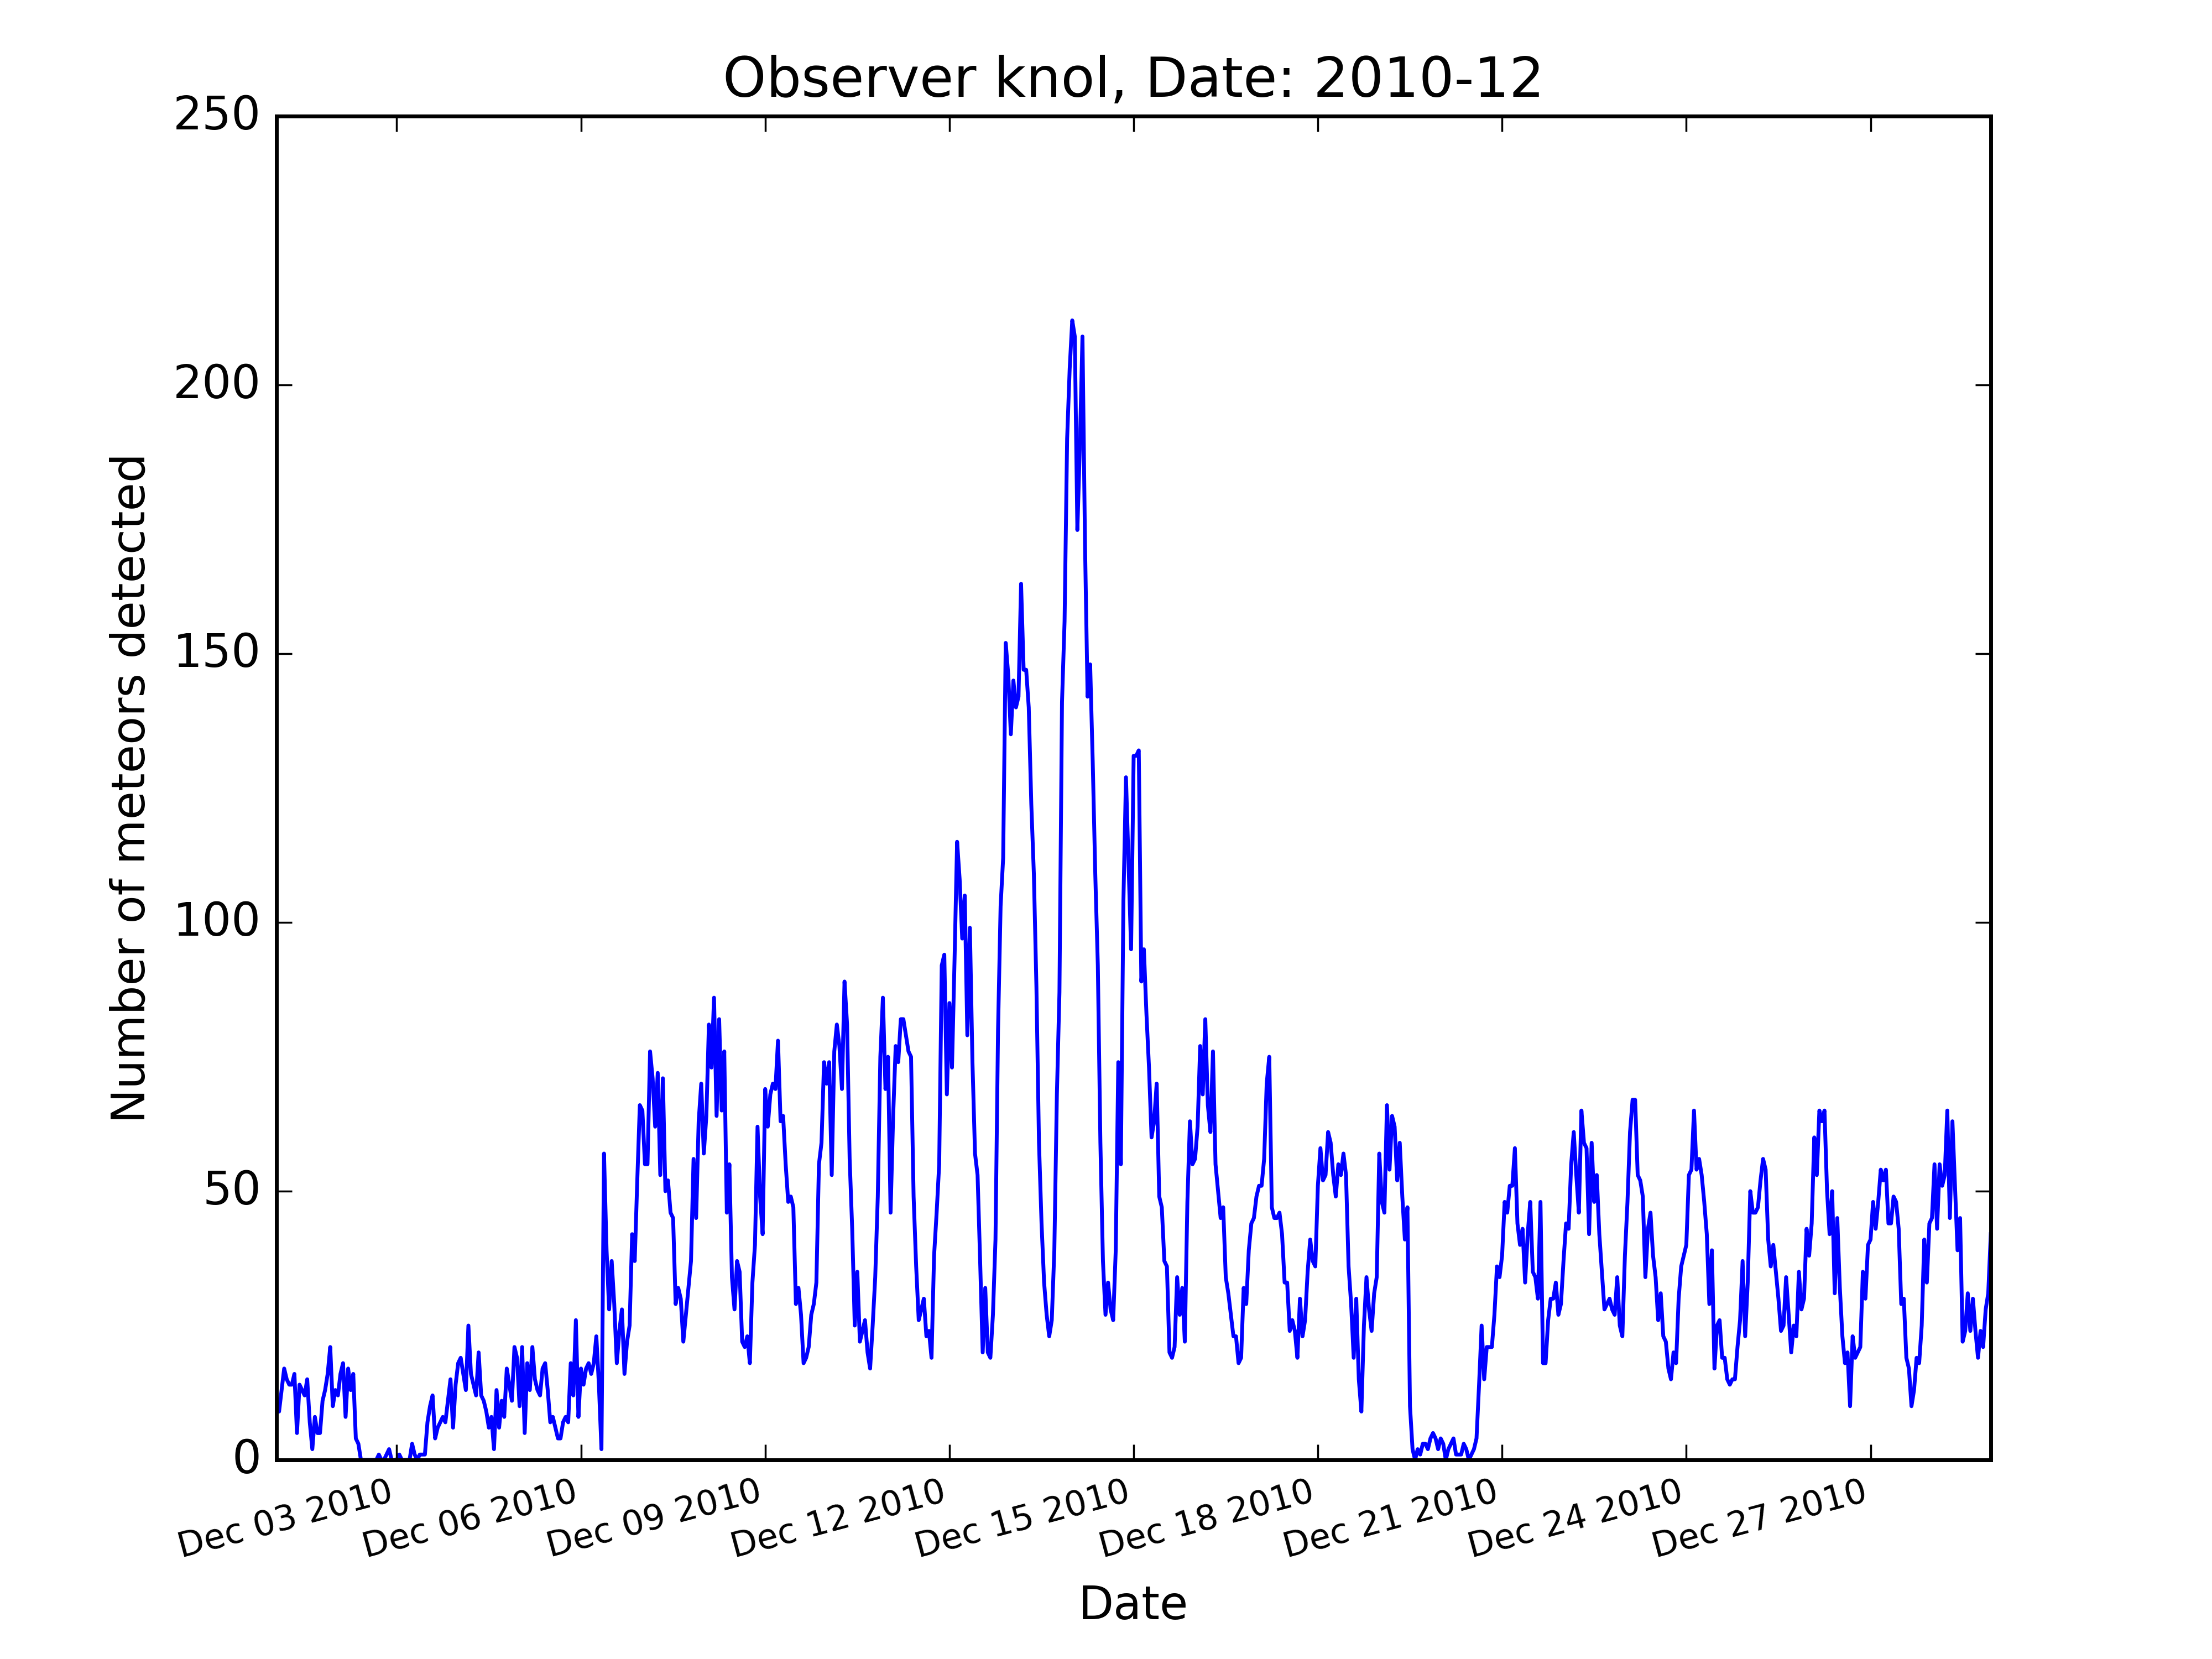 Observer knol, Date: 2010-12
250
200
150
100
50
0
Number of meteors detected
Dec 03 2010
Dec 06 2010
Dec 09 2010
Dec 12 2010
Dec 15 2010
Dec 18 2010
Dec 21 2010
Dec 24 2010
Dec 27 2010
Date